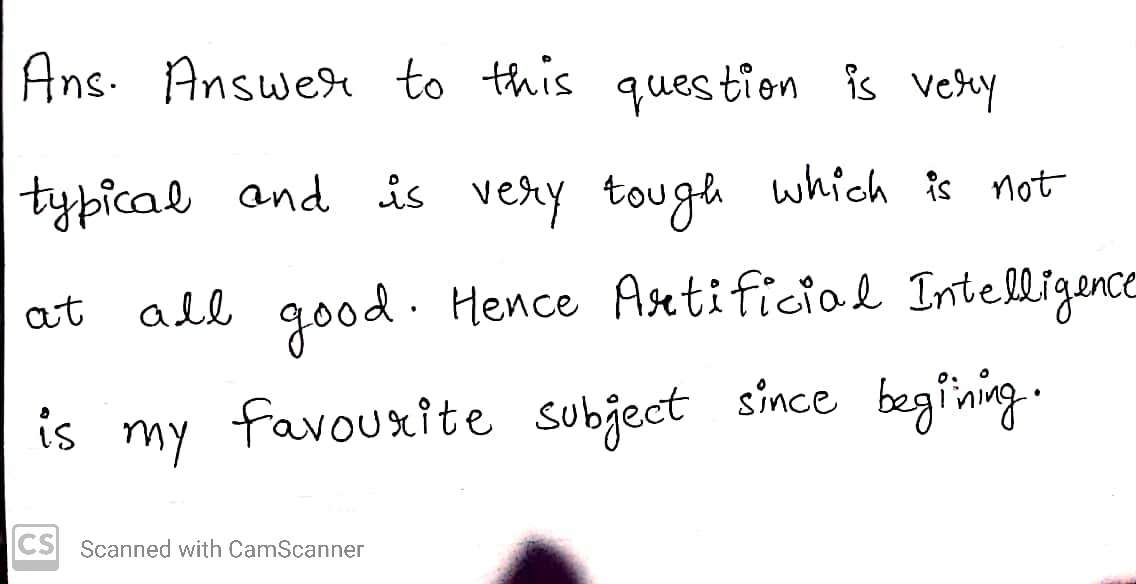 Ans. Answer to this question is very
typical and is very tough which is not
at all good. Hence Artificial Intelligence
is my favourite subject since begining.
CS Scanned with CamScanner